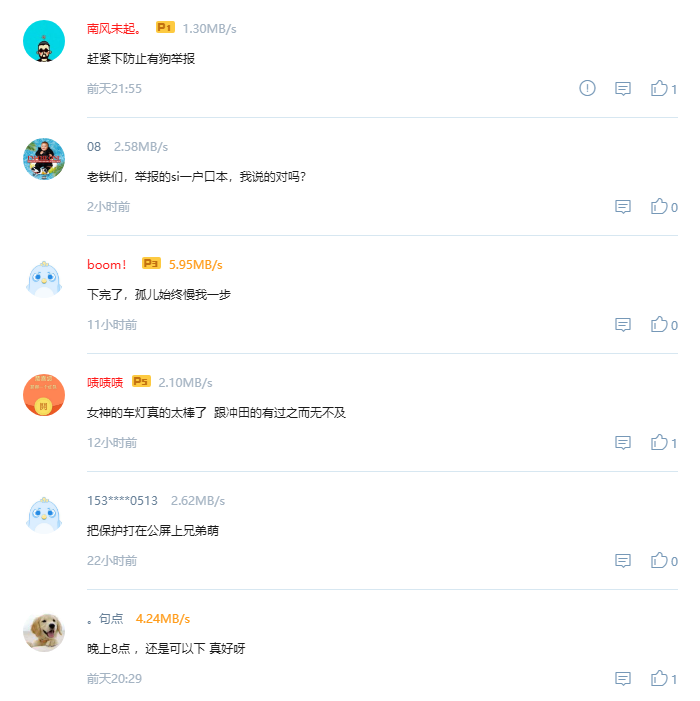 南风未起。 P1 1.30MB/s
赶紧下防止有狗举报
前天21:55 1
08 2.58MB/s
老铁们，举报的si一户口本，我说的对吗？
2小时前 0
boom！ P3 5.95MB/s
下完了，孤儿始终慢我一步
11小时前 0
啧啧啧 P5 2.10MB/s
女神的车灯真的太棒了 跟冲田的有过之而无不及
12小时前 1
153****0513 2.62MB/s
把保护打在公屏上兄弟萌
22小时前 0
。句点 4.24MB/s
晚上8点 ，还是可以下 真好呀
前天20:29 1